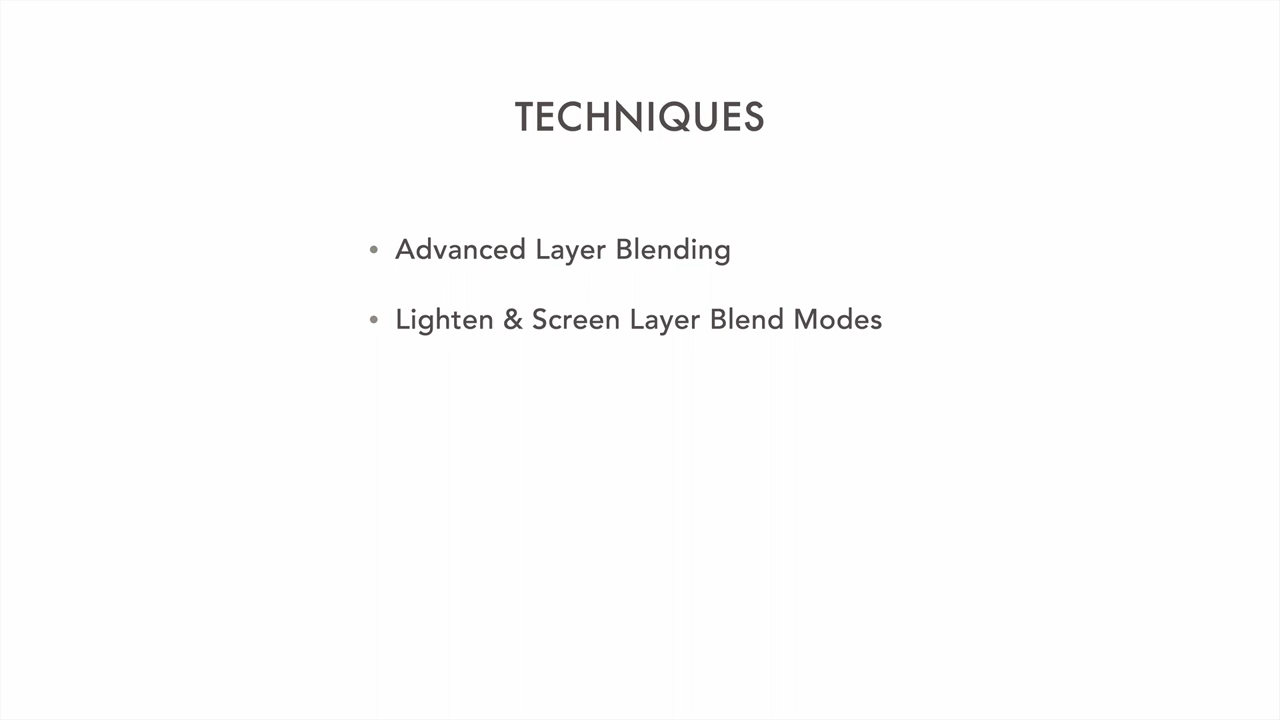 TECHNIQUES
• Advanced Layer Blending
• Lighten & Screen Layer Blend Modes